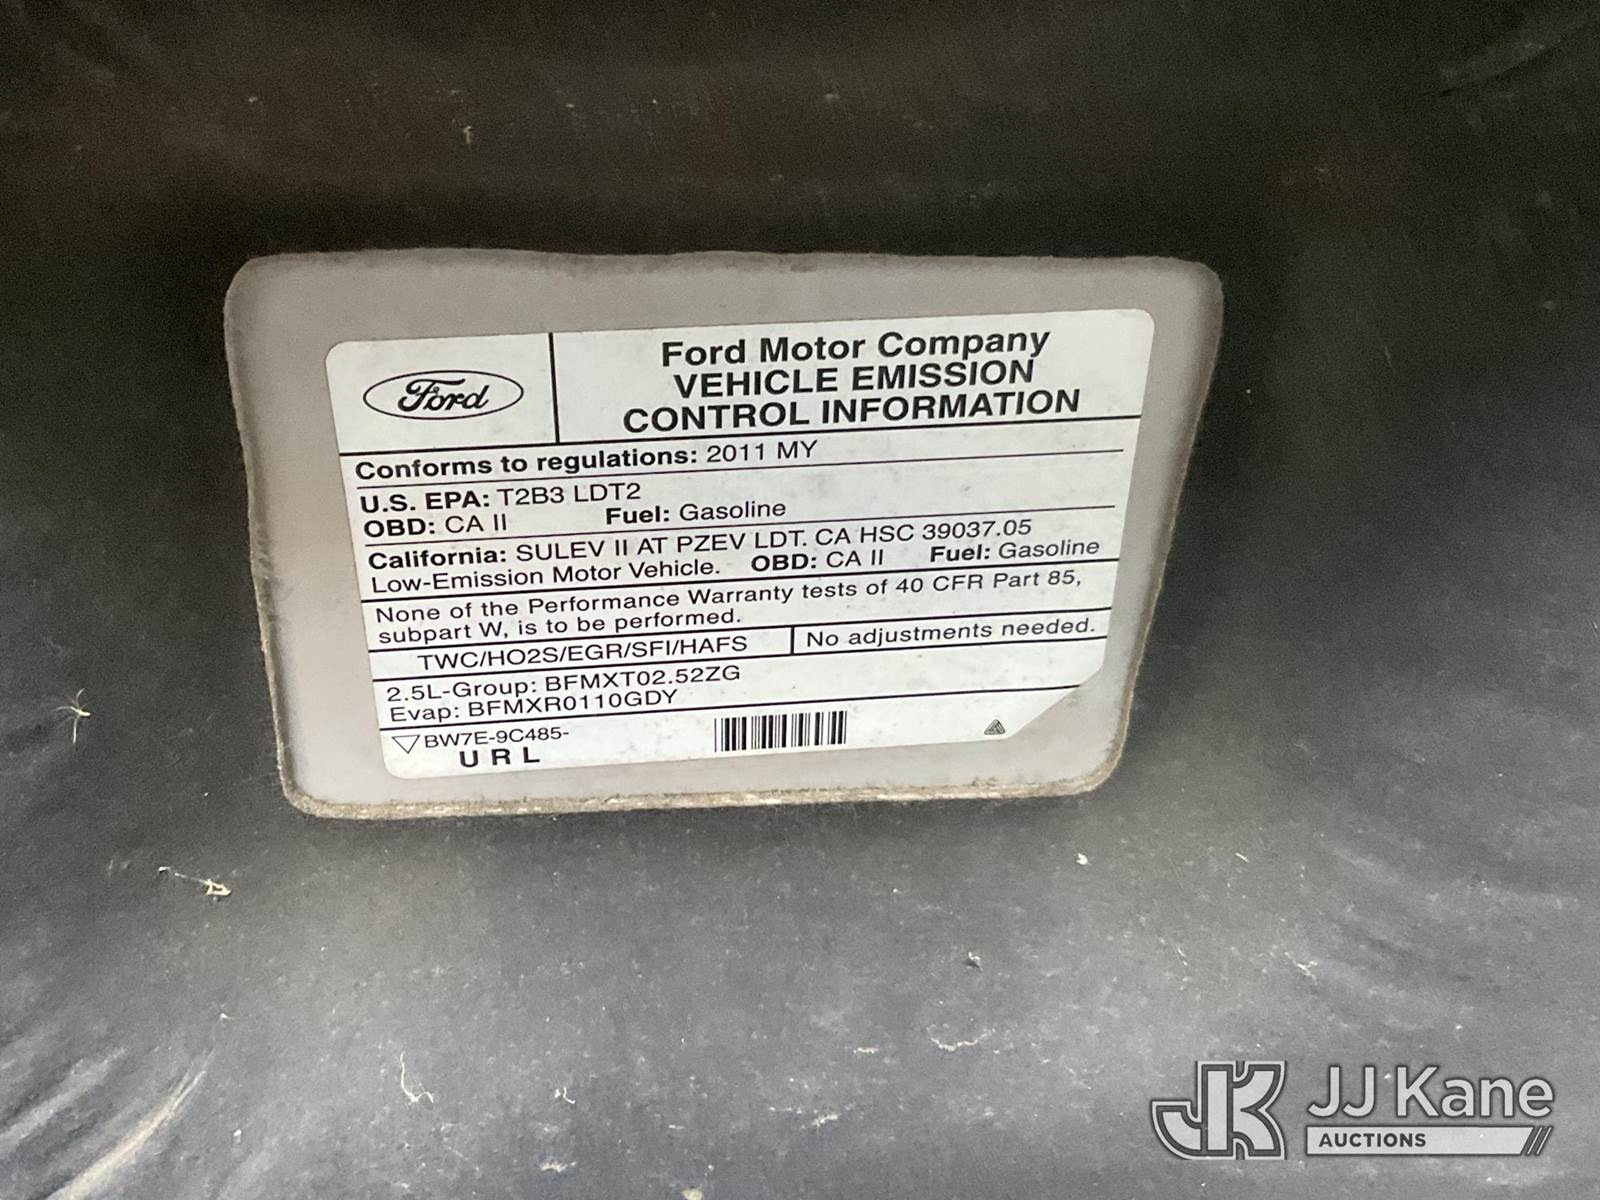 Ford
Ford Motor Company
VEHICLE EMISSION
CONTROL INFORMATION
Conforms to regulations: 2011 MY
U.S. EPA: T2B3 LDT2
OBD: CA II Fuel: Gasoline
California: SULEV II AT PZEV LDT. CA HSC 39037.05
Low-Emission Motor Vehicle. OBD: CA II Fuel: Gasoline
None of the Performance Warranty tests of 40 CFR Part 85,
subpart W, is to be performed.
TWC/HO2S/EGR/SFI/HAFS No adjustments needed.
2.5L-Group: BFMXT02.52ZG
Evap: BFMXR0110GDY
BW7E-9C485-
U R L
JK JJ Kane
AUCTIONS